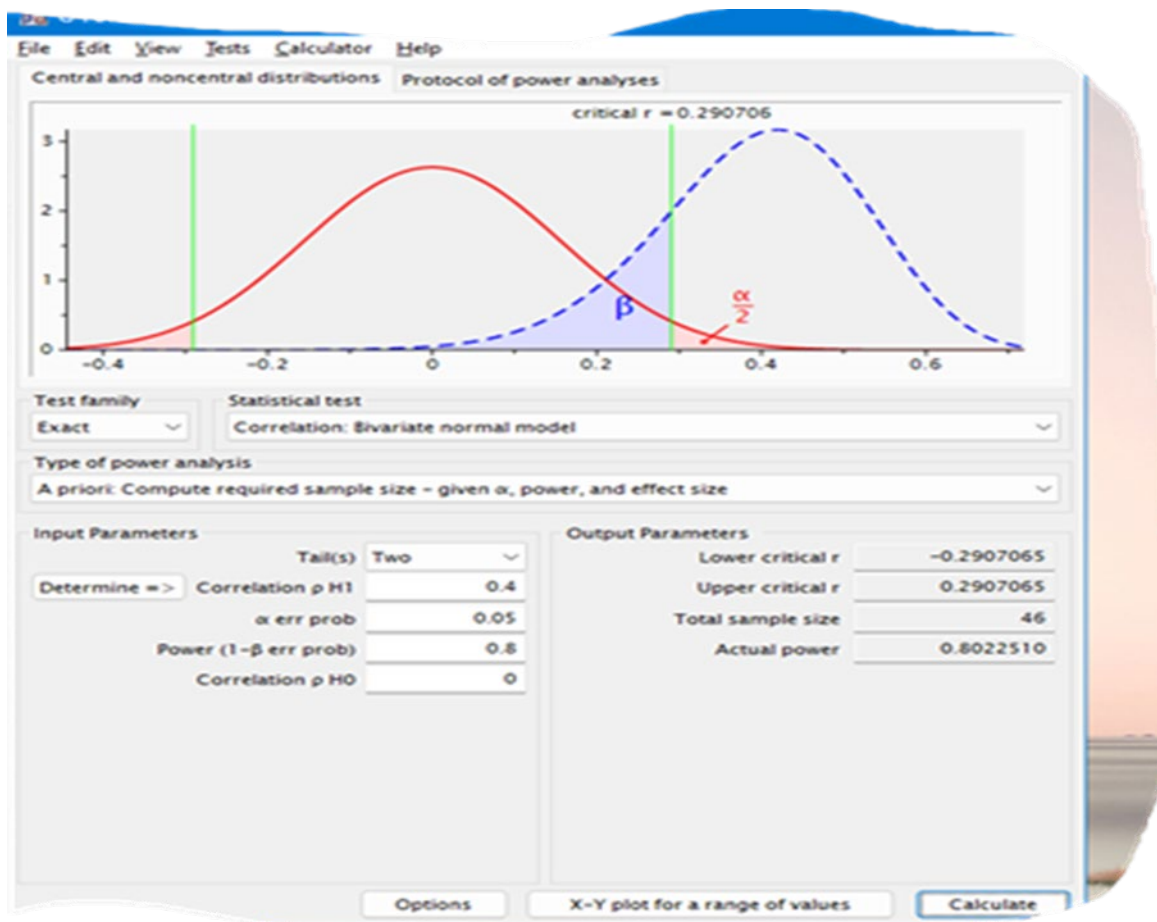 File Edit View Tests Calculator Help
Central and noncentral distributions Protocol of power analyses
critical r = 0.290706
3
2
1
0
β
α
2
-0.4 -0.2 0 0.2 0.4 0.6
Test family Statistical test
Exact Correlation: Bivariate normal model
Type of power analysis
A priori: Compute required sample size - given α, power, and effect size
Input Parameters Output Parameters
Tail(s) Two Lower critical r -0.2907065
Determine => Correlation ρ H1 0.4 Upper critical r 0.2907065
α err prob 0.05 Total sample size 46
Power (1-β err prob) 0.8 Actual power 0.8022510
Correlation ρ H0 0
Options X-Y plot for a range of values Calculate